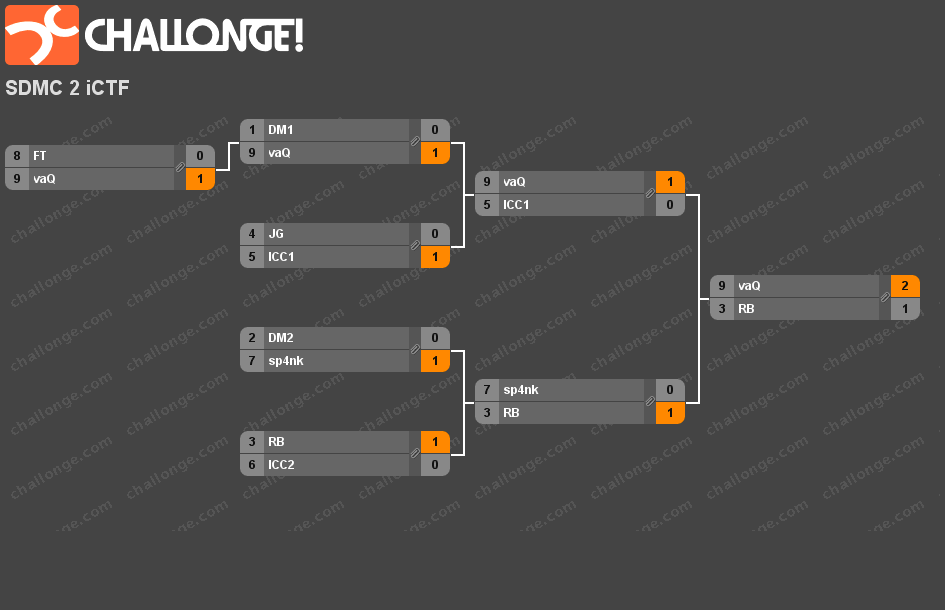 CHALLONGE!
SDMC 2 iCTF
8 FT 0
9 vaQ 1
1 DM1 0
9 vaQ 1
4 JG 0
5 ICC1 1
2 DM2 0
7 sp4nk 1
3 RB 1
6 ICC2 0
9 vaQ 1
5 ICC1 0
7 sp4nk 0
3 RB 1
9 vaQ 2
3 RB 1
challonge.com